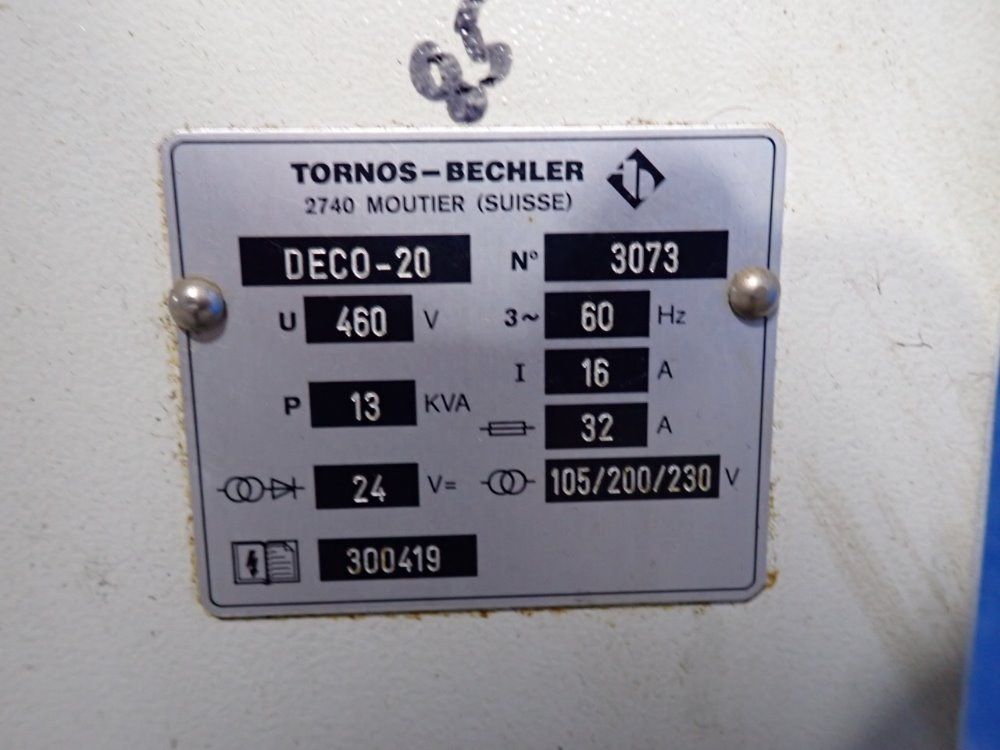 TORNOS-BECHLER
2740 MOUTIER (SUISSE)
DECO-20 N° 3073
U 460 V 3~ 60 Hz
I 16 A
P 13 KVA
32 A
24 V= 105/200/230 V
300419